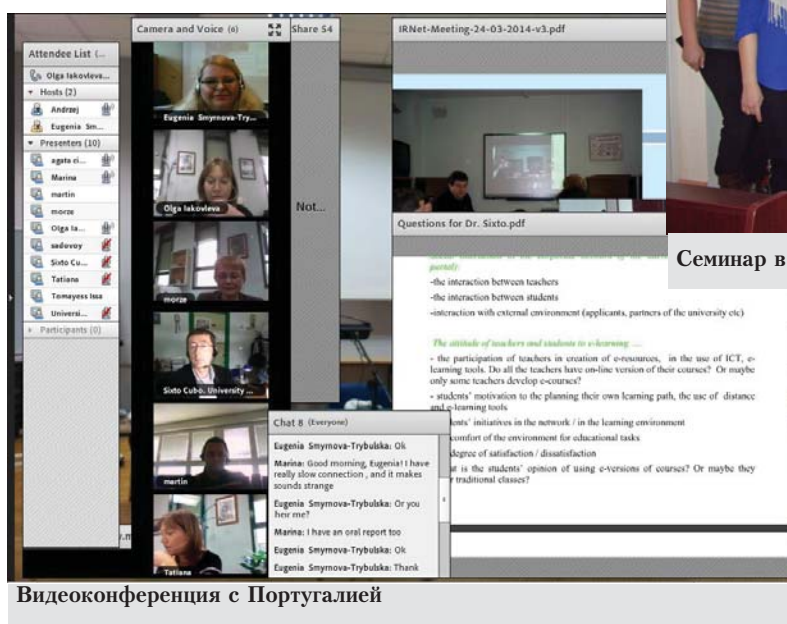 Camera and Voice (6)
Share 54
IRNet-Meeting-24-03-2014-v3.pdf
Attendee List (...
Olga Iakovleva...
Hosts (2)
Andrzej
Eugenia Sm...
Presenters (10)
agata ci...
Marina
martin
morze
Olga Ia...
sadovoy
Sixto Cu...
Tatiana
Tomayess Issa
Universi...
Participants (0)
Eugenia Smyrnova-Try...
Olga Iakovleva
morze
Sixto Cubo. University ...
martin
Tatiana
Not...
Questions for Dr. Sixto.pdf
portal):
-the interaction between teachers
-the interaction between students
-interaction with external environment (applicants, partners of the university etc)
The attitude of teachers and students to e-learning ....
- the participation of teachers in creation of e-resources, in the use of ICT, e-
learning tools. Do all the teachers have on-line version of their courses? Or maybe
only some teachers develop e-courses?
- students' motivation to the planning their own learning path, the use of distance
and e-learning tools
ents' initiatives in the network / in the learning environment
comfort of the environment for educational tasks
degree of satisfaction / dissatisfaction
at is the students' opinion of using e-versions of courses? Or maybe they
r traditional classes?
Chat 8 (Everyone)
Eugenia Smyrnova-Trybulska: Ok
Marina: Good morning, Eugenia! I have
really slow connection , and it makes
sounds strange
Eugenia Smyrnova-Trybulska: Or you
heir me?
Marina: I have an oral report too
Eugenia Smyrnova-Trybulska: Ok
Eugenia Smyrnova-Trybulska: Thank
Семинар в
Видеоконференция с Португалией